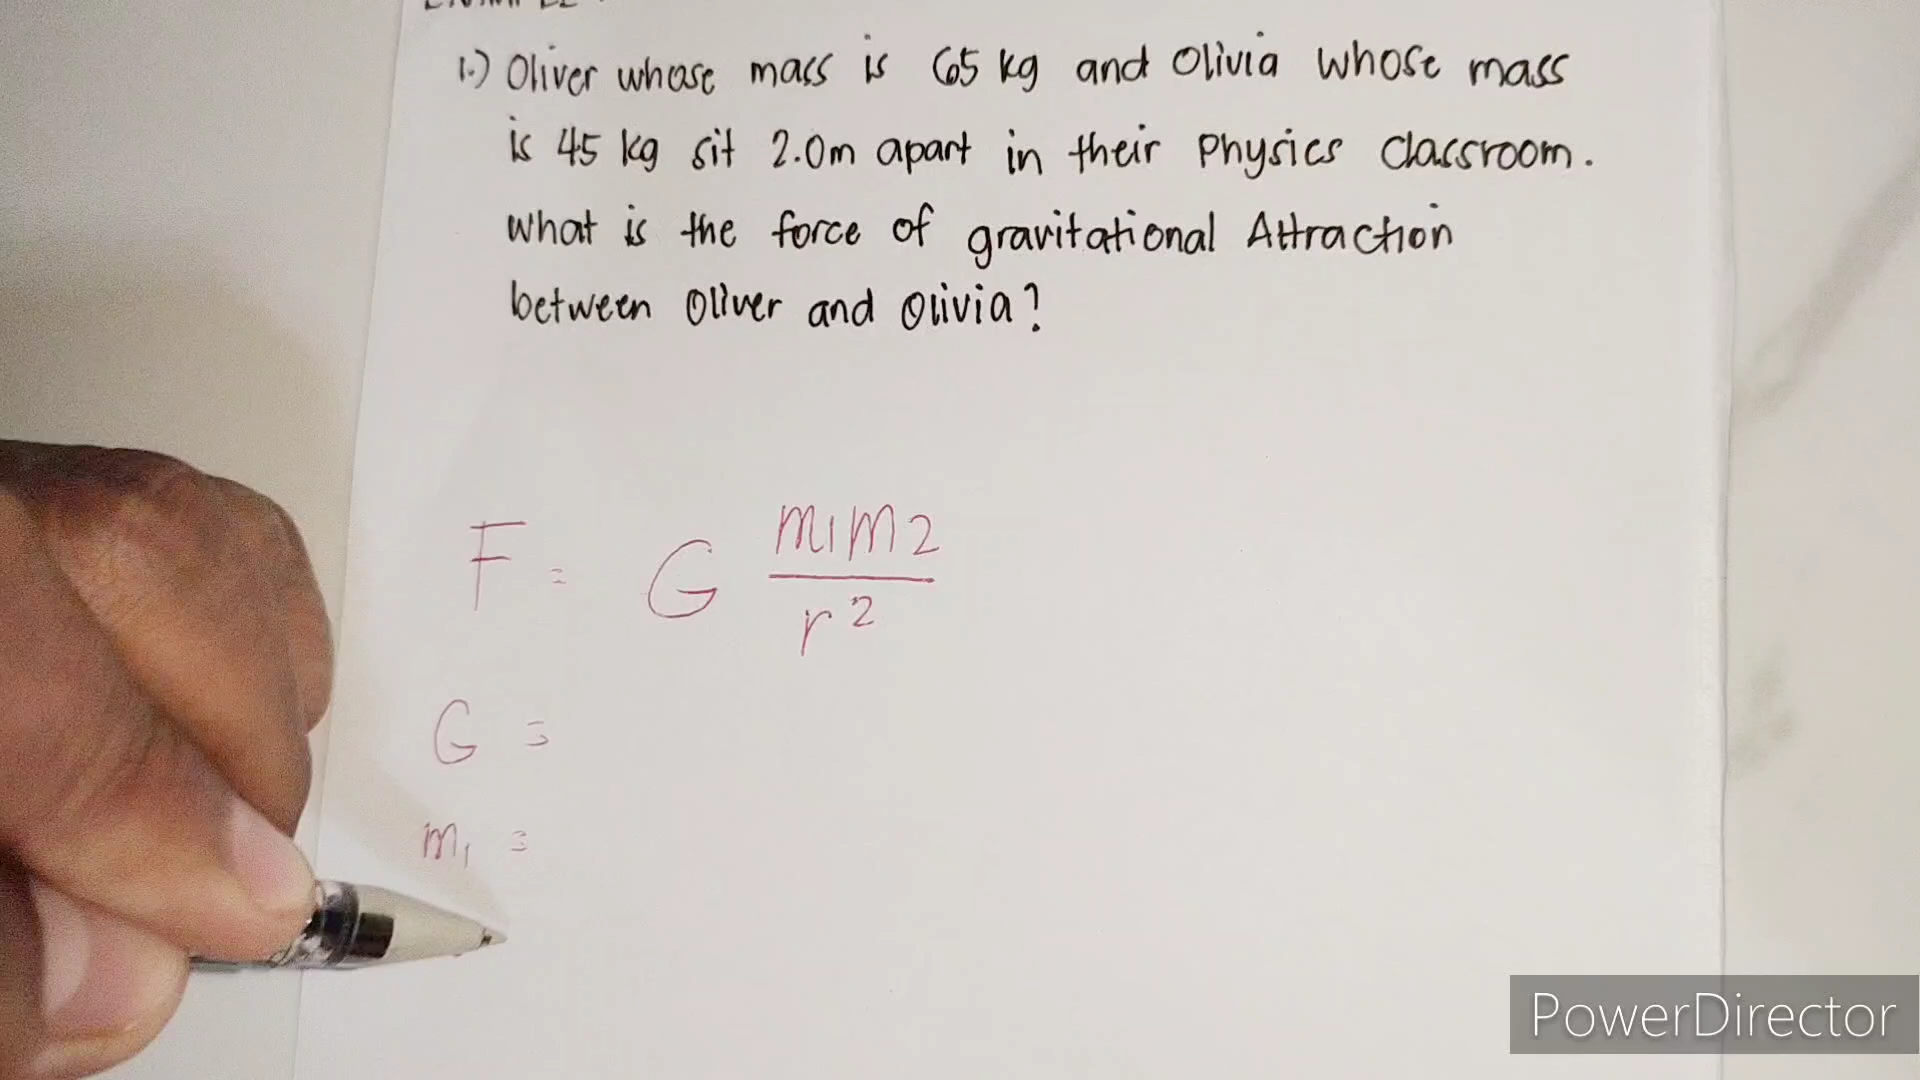 1.) Oliver whose mass is 65 kg and Olivia whose mass
is 45 kg sit 2.0m apart in their Physics classroom.
What is the force of gravitational Attraction
between Oliver and Olivia?
F = G m1m2
r²
G =
m₁ =
PowerDirector